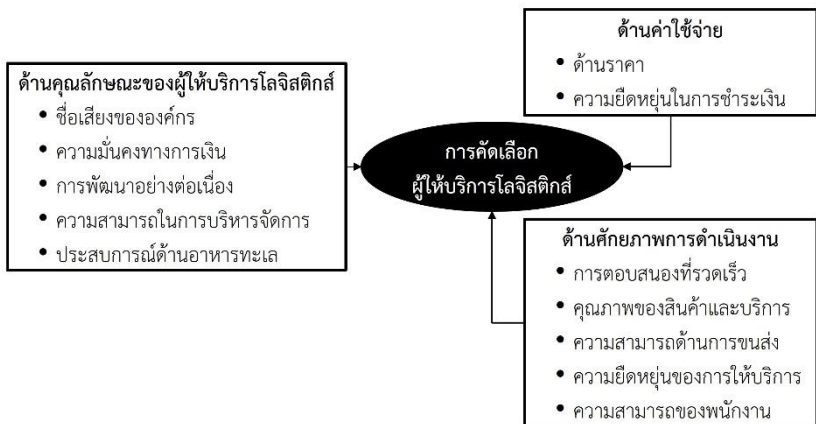 ด้านคุณลักษณะของผู้ให้บริการโลจิสติกส์
• ชื่อเสียงขององค์กร
• ความมั่นคงทางการเงิน
• การพัฒนาอย่างต่อเนื่อง
• ความสามารถในการบริหารจัดการ
• ประสบการณ์ด้านอาหารทะเล
การคัดเลือก
ผู้ให้บริการโลจิสติกส์
ด้านค่าใช้จ่าย
• ด้านราคา
• ความยืดหยุ่นในการชำระเงิน
ด้านศักยภาพการดำเนินงาน
• การตอบสนองที่รวดเร็ว
• คุณภาพของสินค้าและบริการ
• ความสามารถด้านการขนส่ง
• ความยืดหยุ่นของการให้บริการ
• ความสามารถของพนักงาน